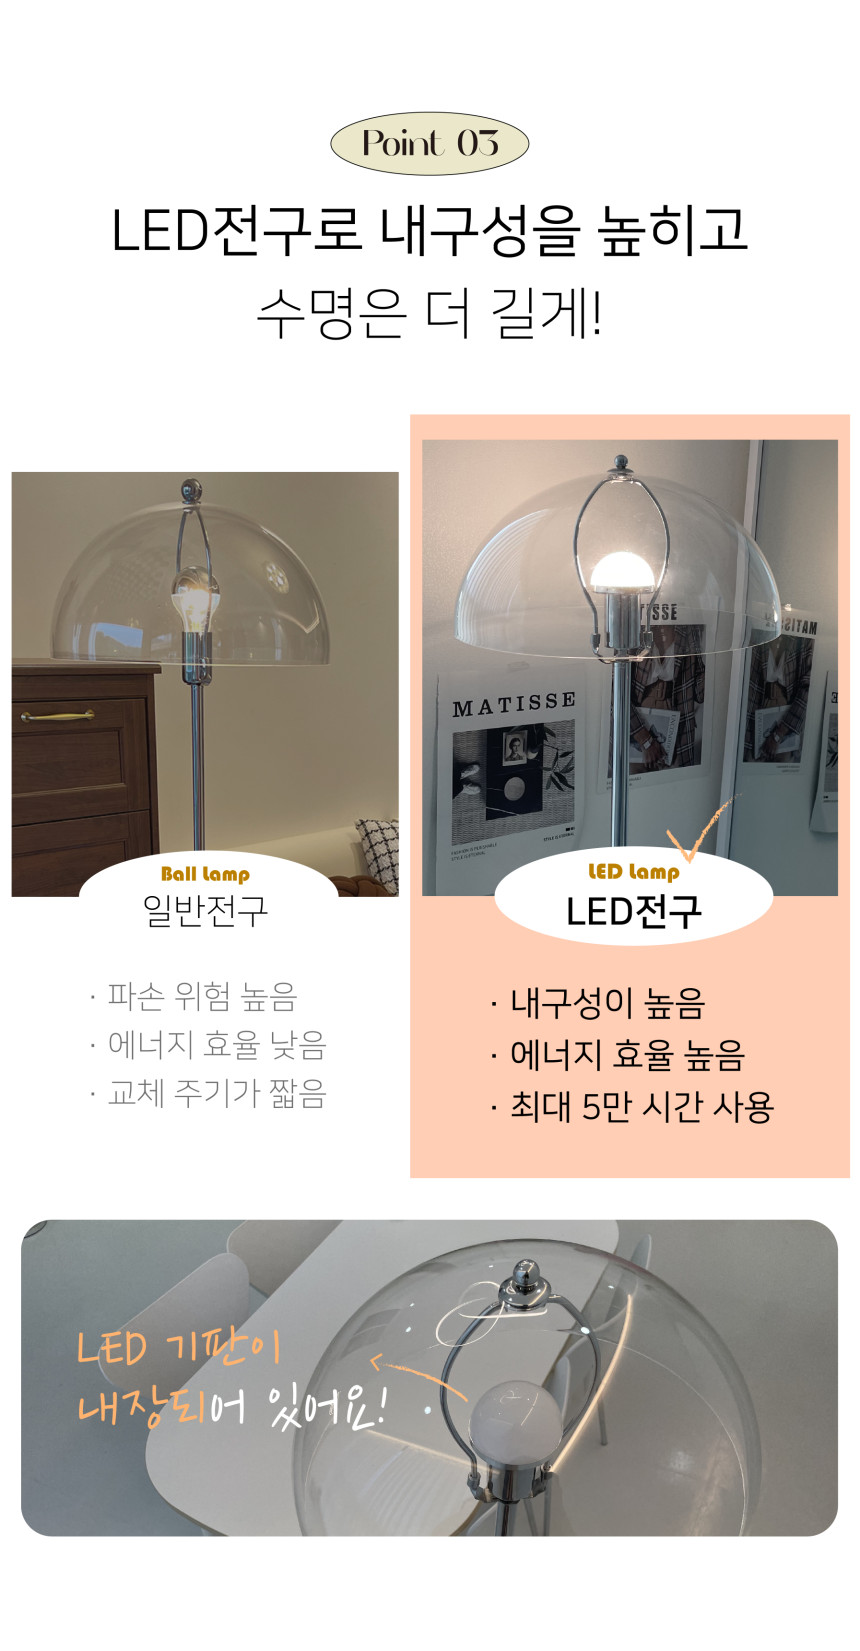 Point 03
LED전구로 내구성을 높히고
수명은 더 길게!
TISSE
MATISSE
MATISSE
Ball Lamp
일반전구
· 파손 위험 높음
· 에너지 효율 낮음
· 교체 주기가 짧음
LED Lamp
LED전구
· 내구성이 높음
· 에너지 효율 높음
· 최대 5만 시간 사용
LED 기판이
내장되어 있어요!